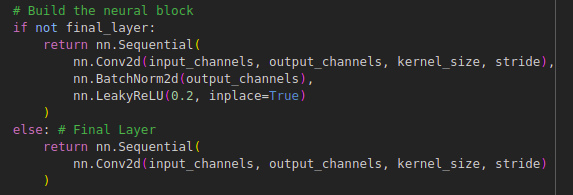 # Build the neural block
if not final_layer:
    return nn.Sequential(
        nn.Conv2d(input_channels, output_channels, kernel_size, stride),
        nn.BatchNorm2d(output_channels),
        nn.LeakyReLU(0.2, inplace=True)
    )
else: # Final Layer
    return nn.Sequential(
        nn.Conv2d(input_channels, output_channels, kernel_size, stride)
    )